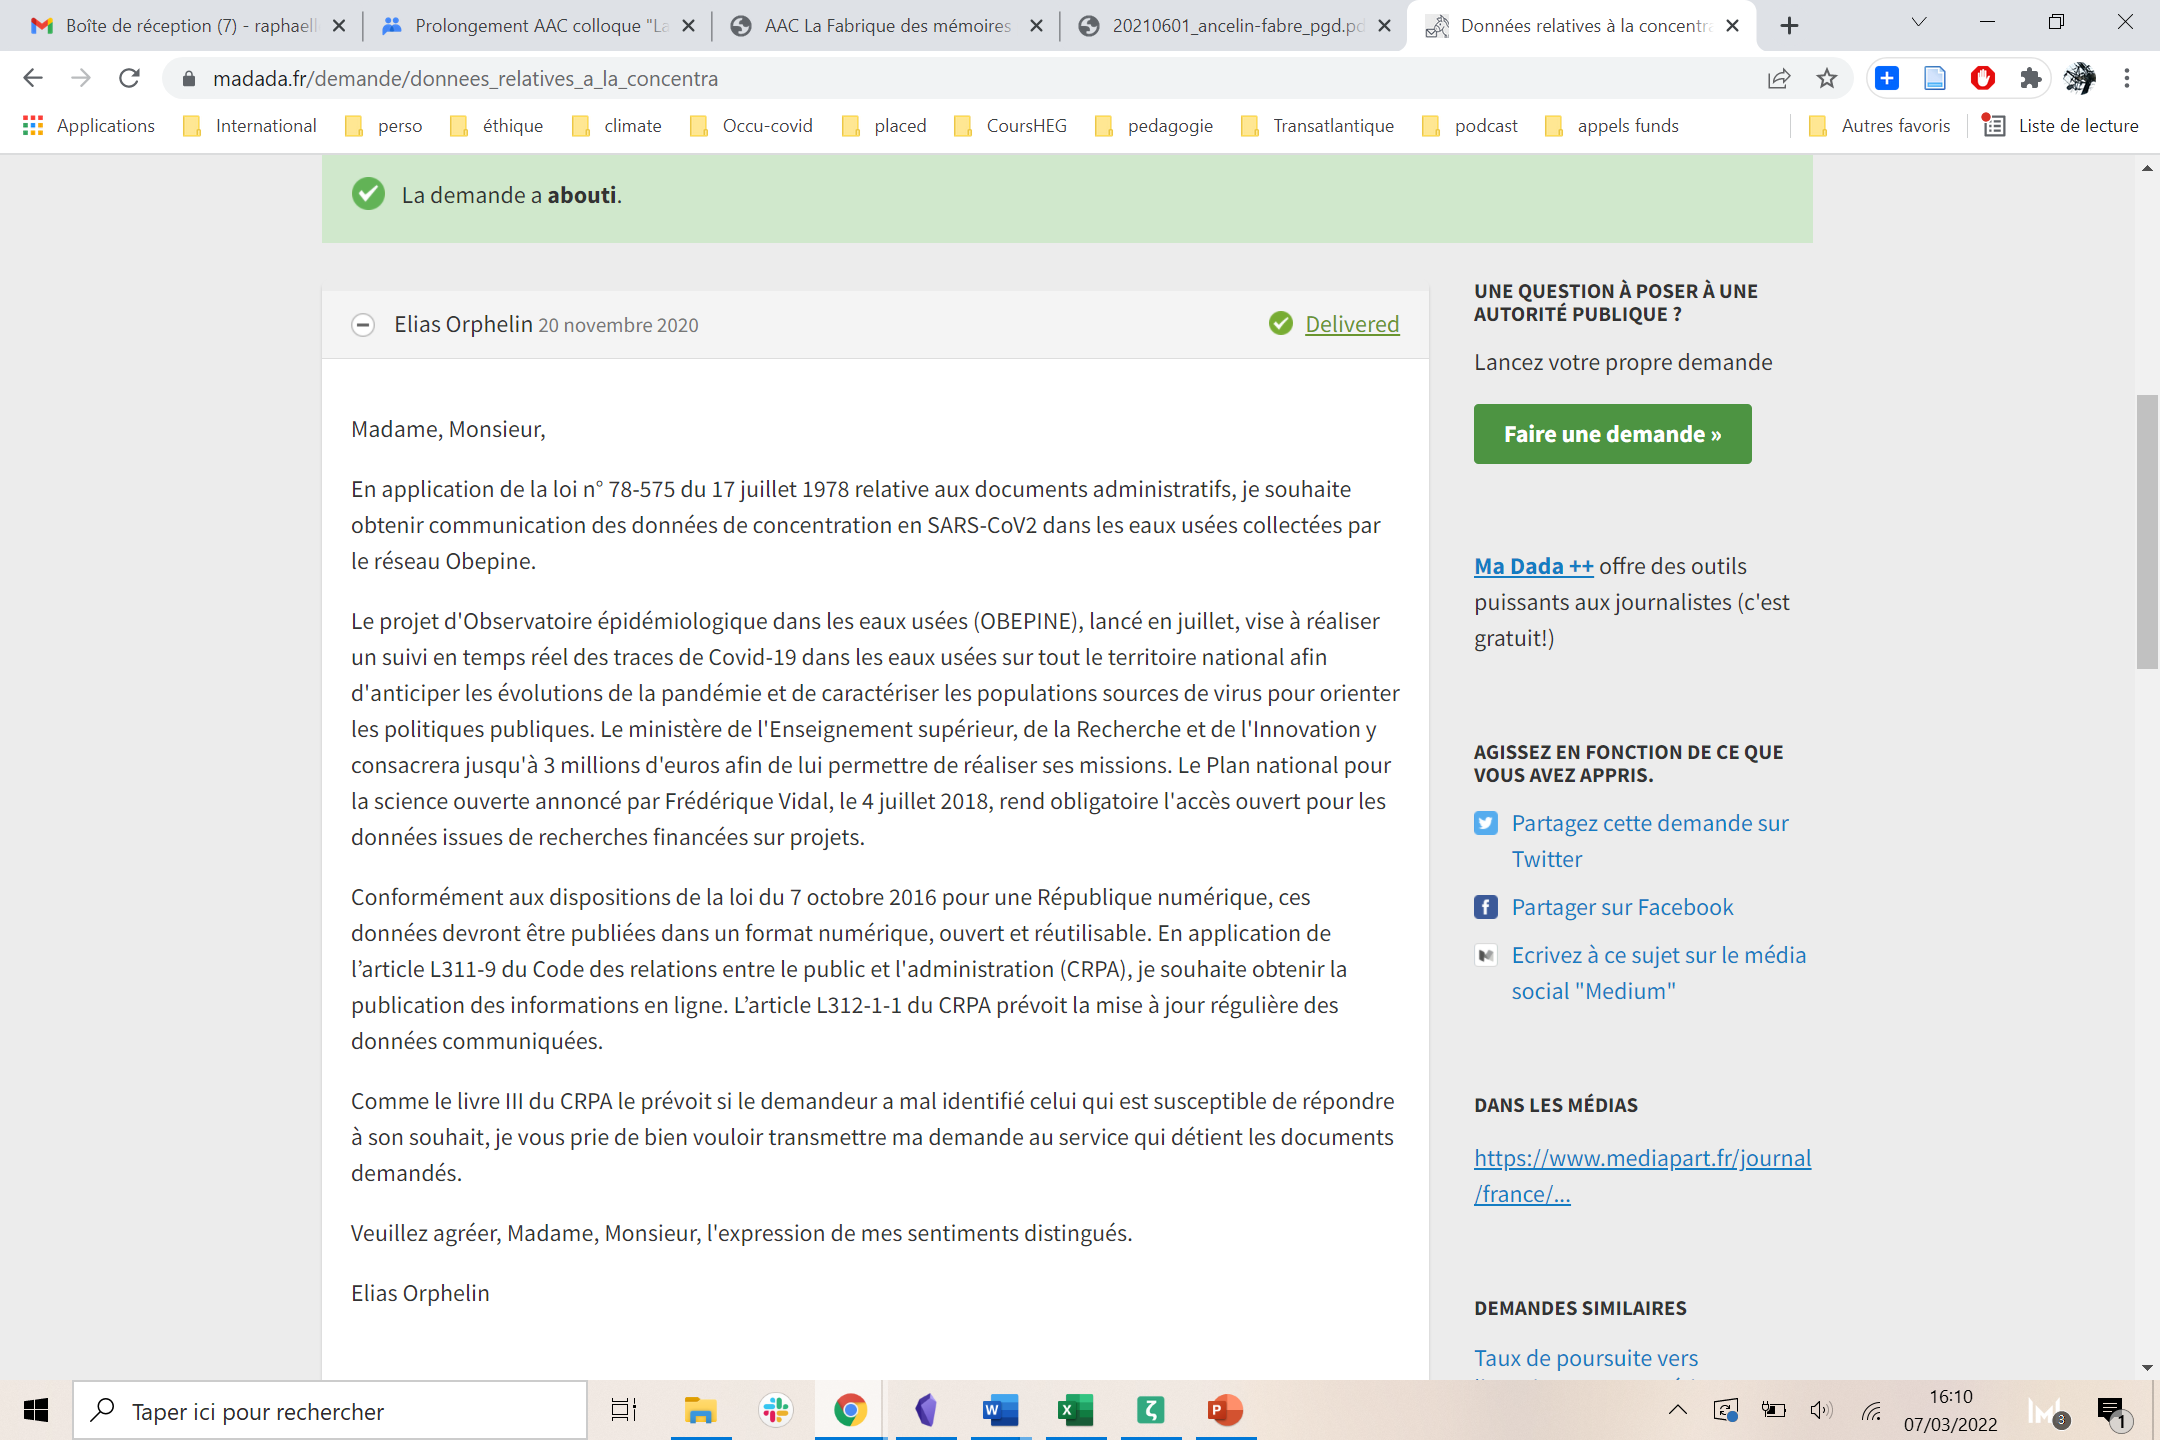 Boîte de réception (7) - raphaell
Prolongement AAC colloque "La
AAC La Fabrique des mémoires
20210601_ancelin-fabre_pgd.pd
Données relatives à la concentra
madada.fr/demande/donnees_relatives_a_la_concentra
Applications International perso éthique climate Occu-covid placed CoursHEG pedagogie Transatlantique podcast appels funds Autres favoris Liste de lecture
La demande a abouti.
Elias Orphelin 20 novembre 2020 Delivered
Madame, Monsieur,
En application de la loi n° 78-575 du 17 juillet 1978 relative aux documents administratifs, je souhaite
obtenir communication des données de concentration en SARS-CoV2 dans les eaux usées collectées par
le réseau Obepine.
Le projet d'Observatoire épidémiologique dans les eaux usées (OBEPINE), lancé en juillet, vise à réaliser
un suivi en temps réel des traces de Covid-19 dans les eaux usées sur tout le territoire national afin
d'anticiper les évolutions de la pandémie et de caractériser les populations sources de virus pour orienter
les politiques publiques. Le ministère de l'Enseignement supérieur, de la Recherche et de l'Innovation y
consacrera jusqu'à 3 millions d'euros afin de lui permettre de réaliser ses missions. Le Plan national pour
la science ouverte annoncé par Frédérique Vidal, le 4 juillet 2018, rend obligatoire l'accès ouvert pour les
données issues de recherches financées sur projets.
Conformément aux dispositions de la loi du 7 octobre 2016 pour une République numérique, ces
données devront être publiées dans un format numérique, ouvert et réutilisable. En application de
l’article L311-9 du Code des relations entre le public et l'administration (CRPA), je souhaite obtenir la
publication des informations en ligne. L’article L312-1-1 du CRPA prévoit la mise à jour régulière des
données communiquées.
Comme le livre III du CRPA le prévoit si le demandeur a mal identifié celui qui est susceptible de répondre
à son souhait, je vous prie de bien vouloir transmettre ma demande au service qui détient les documents
demandés.
Veuillez agréer, Madame, Monsieur, l'expression de mes sentiments distingués.
Elias Orphelin
UNE QUESTION À POSER À UNE
AUTORITÉ PUBLIQUE ?
Lancez votre propre demande
Faire une demande »
Ma Dada ++ offre des outils
puissants aux journalistes (c'est
gratuit!)
AGISSEZ EN FONCTION DE CE QUE
VOUS AVEZ APPRIS.
Partagez cette demande sur
Twitter
Partager sur Facebook
Ecrivez à ce sujet sur le média
social "Medium"
DANS LES MÉDIAS
https://www.mediapart.fr/journal
/france/...
DEMANDES SIMILAIRES
Taux de poursuite vers
Taper ici pour rechercher
16:10
07/03/2022
3
1